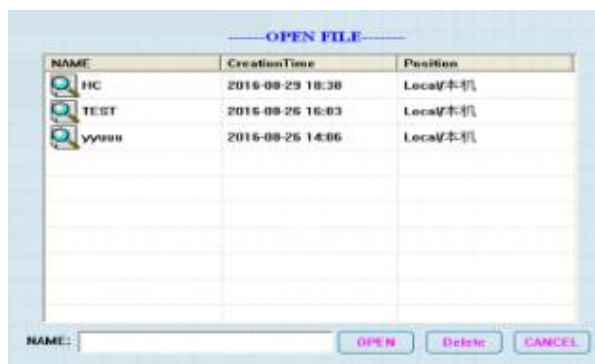 -------OPEN FILE--------
NAME CreationTime Position
HC 2016-08-29 10:30 Local/本机
TEST 2016-08-26 16:03 Local/本机
yyuuu 2016-08-26 14:06 Local/本机
NAME: OPEN Delete CANCEL